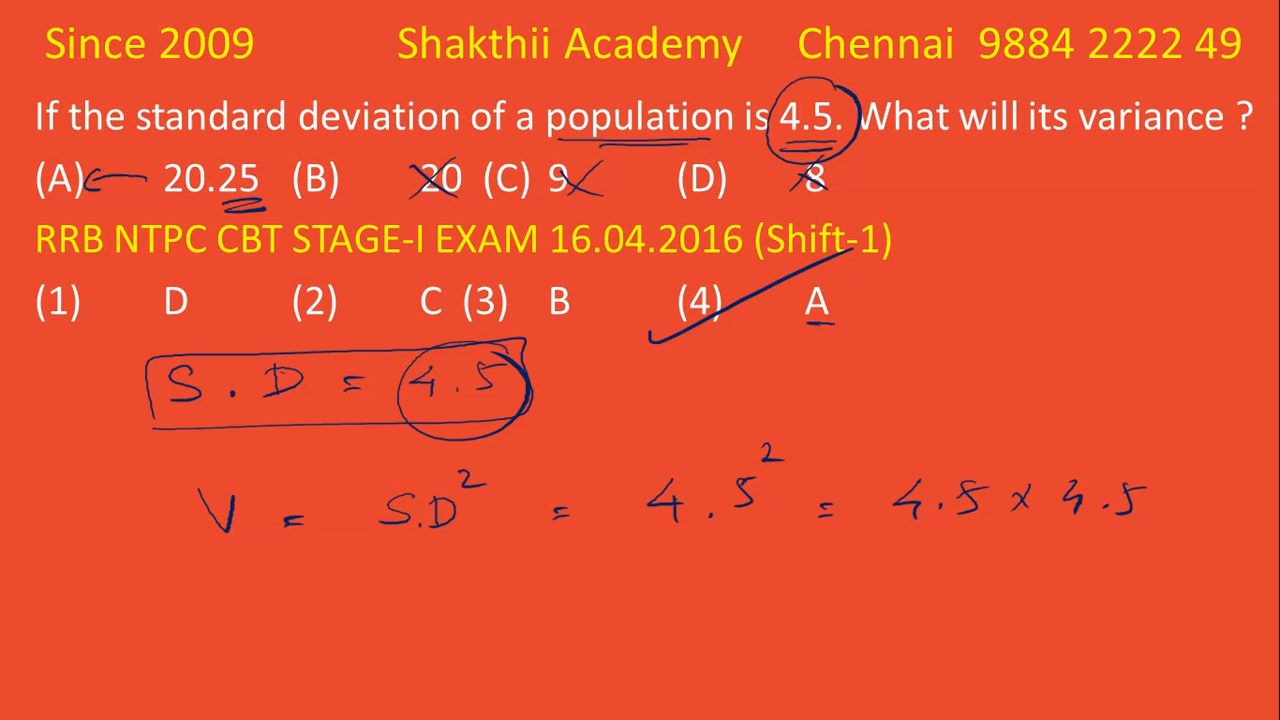 Since 2009 Shakthii Academy Chennai 9884 2222 49
If the standard deviation of a population is 4.5. What will its variance ?
(A) 20.25 (B) 20 (C) 9 (D) 8
RRB NTPC CBT STAGE-I EXAM 16.04.2016 (Shift-1)
(1) D (2) C (3) B (4) A
S.D = 4.5
V = S.D² = 4.5² = 4.5 × 4.5